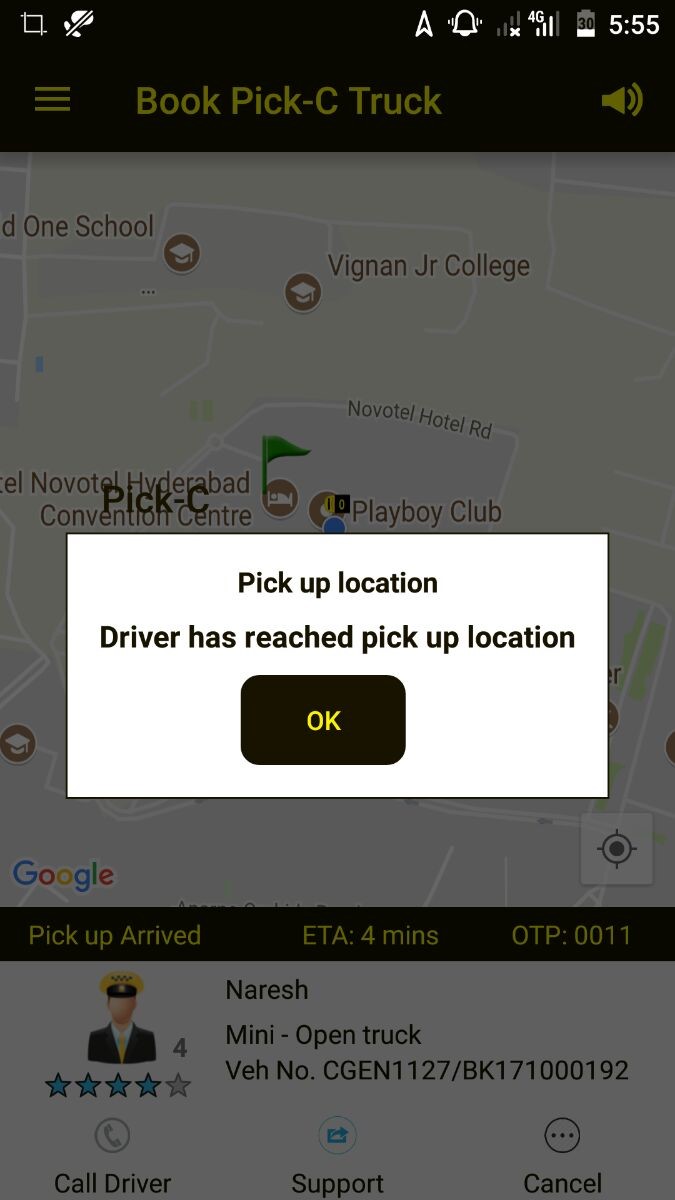 4G
30
5:55
Book Pick-C Truck
d One School
Vignan Jr College
...
Novotel Hotel Rd
tel Novotel Hyderabad
Pick-C
Convention Centre
Playboy Club
Pick up location
Driver has reached pick up location
OK
er
Google
Pick up Arrived ETA: 4 mins OTP: 0011
Naresh
4
Mini - Open truck
Veh No. CGEN1127/BK171000192
Call Driver Support Cancel